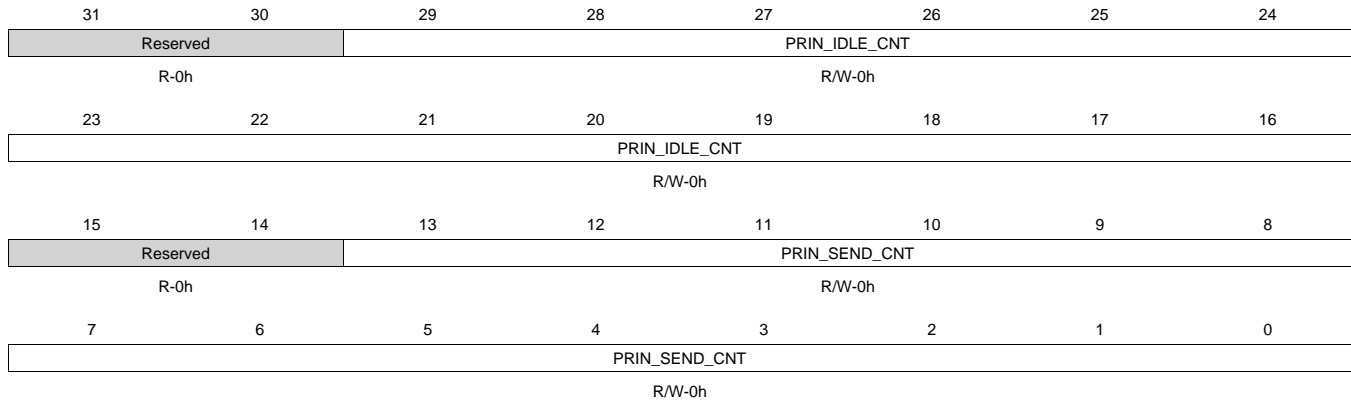 31 30 29 28 27 26 25 24
Reserved PRIN_IDLE_CNT
R-0h R/W-0h
23 22 21 20 19 18 17 16
PRIN_IDLE_CNT
R/W-0h
15 14 13 12 11 10 9 8
Reserved PRIN_SEND_CNT
R-0h R/W-0h
7 6 5 4 3 2 1 0
PRIN_SEND_CNT
R/W-0h